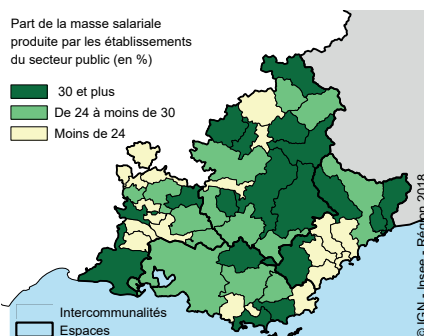 Part de la masse salariale
produite par les établissements
du secteur public (en %)
30 et plus
De 24 à moins de 30
Moins de 24
Intercommunalités
Espaces
© IGN - Insee - Région 2018